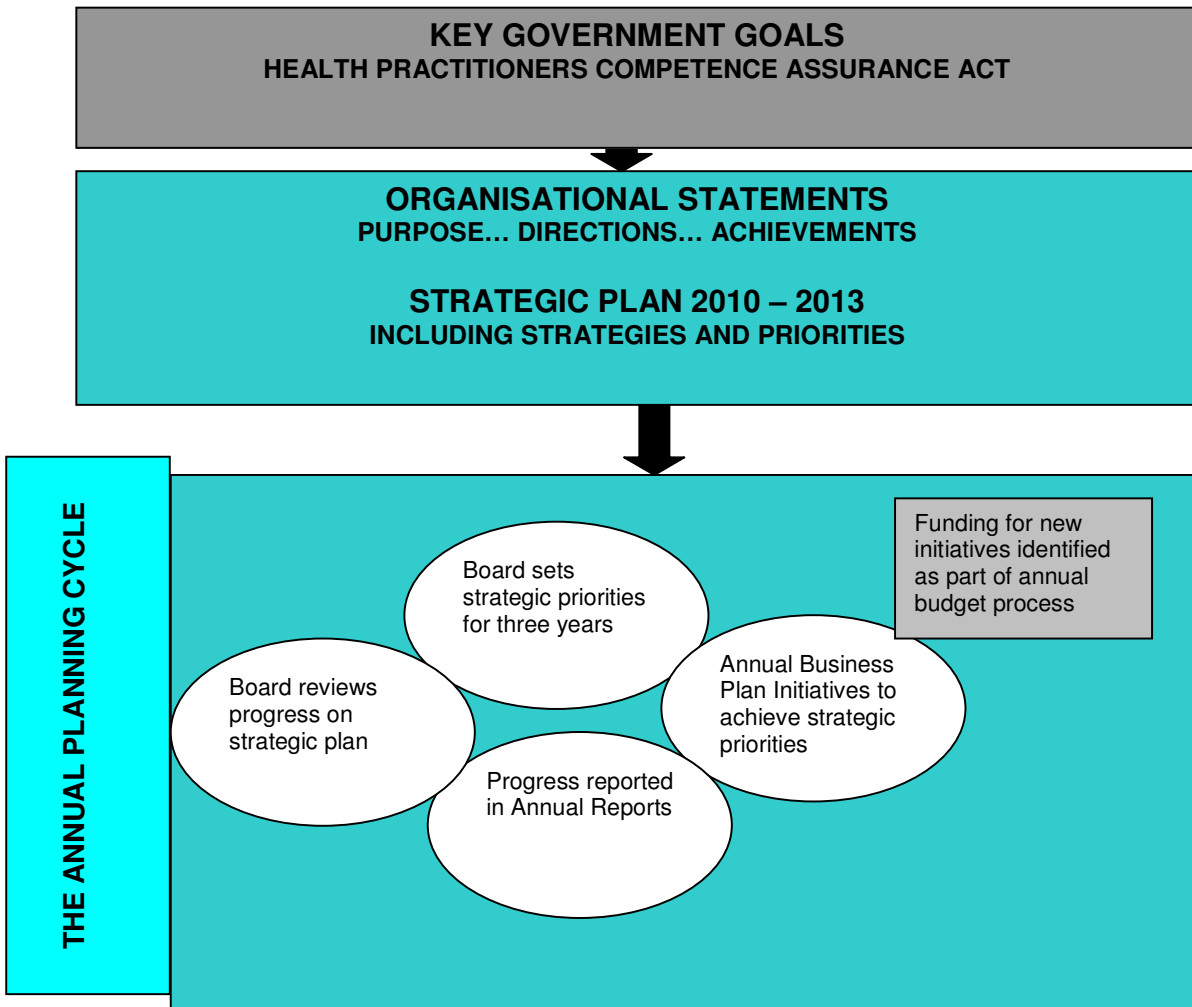 KEY GOVERNMENT GOALS
HEALTH PRACTITIONERS COMPETENCE ASSURANCE ACT
ORGANISATIONAL STATEMENTS
PURPOSE… DIRECTIONS… ACHIEVEMENTS
STRATEGIC PLAN 2010 – 2013
INCLUDING STRATEGIES AND PRIORITIES
THE ANNUAL PLANNING CYCLE
Funding for new
initiatives identified
as part of annual
budget process
Board sets
strategic priorities
for three years
Annual Business
Plan Initiatives to
achieve strategic
priorities
Board reviews
progress on
strategic plan
Progress reported
in Annual Reports